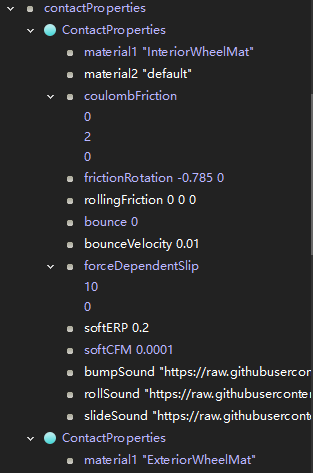 contactProperties
ContactProperties
material1 "InteriorWheelMat"
material2 "default"
coulombFriction
0
2
0
frictionRotation -0.785 0
rollingFriction 0 0 0
bounce 0
bounceVelocity 0.01
forceDependentSlip
10
0
softERP 0.2
softCFM 0.0001
bumpSound "https://raw.githubusercon
rollSound "https://raw.githubuserconte
slideSound "https://raw.githubuserconte
ContactProperties
material1 "ExteriorWheelMat"